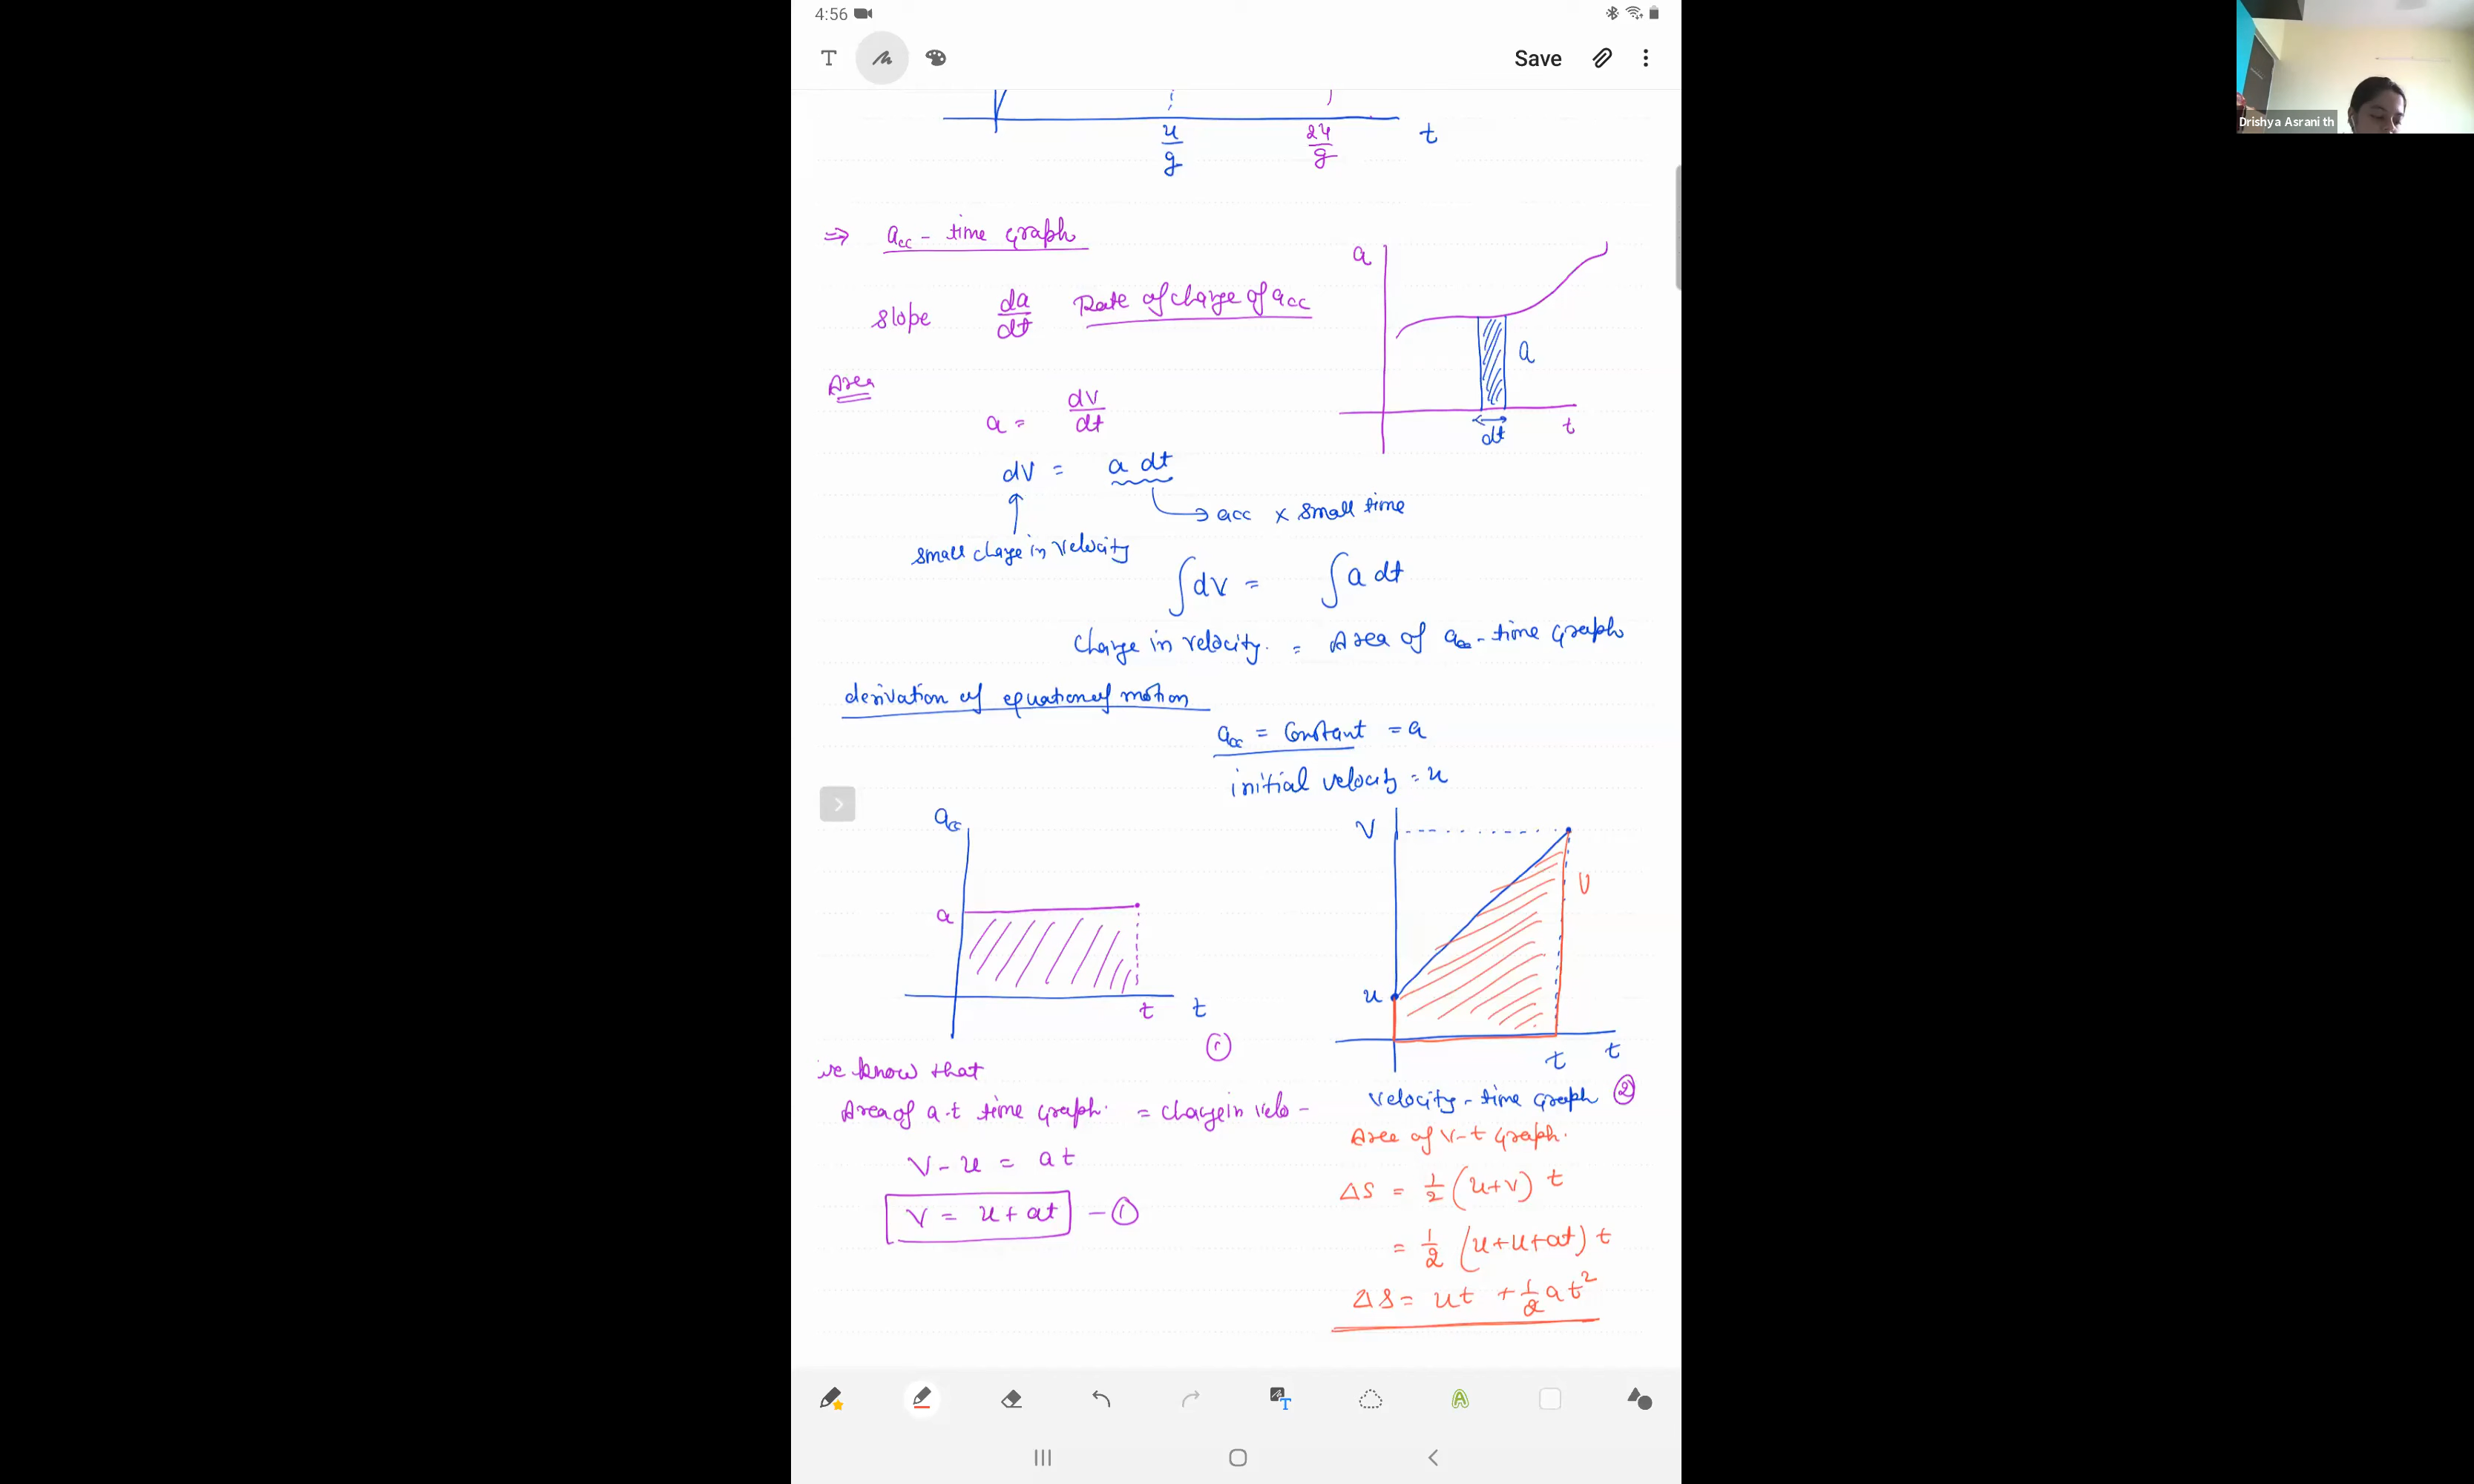 4:56
T
Save
u/g
2u/g
t
⇒ acc - time graph
a
slope da/dt Rate of change of acc
a
Area
a = dv/dt
t
dt
dv = a dt
→ acc × small time
small change in velocity
∫dv = ∫a dt
Change in velocity. = Area of acc - time graph
derivation of equation of motion
acc = Constant = a
initial velocity = u
acc
V
V
a
u
t t
t t
①
we know that
Velocity - time graph ②
Area of a-t time graph. = change in velo -
Area of v-t graph.
V - u = at
ΔS = 1/2 (u+v) t
V = u + at - ①
= 1/2 (u+u+at) t
ΔS = ut + 1/2 at²
Drishya Asrani th